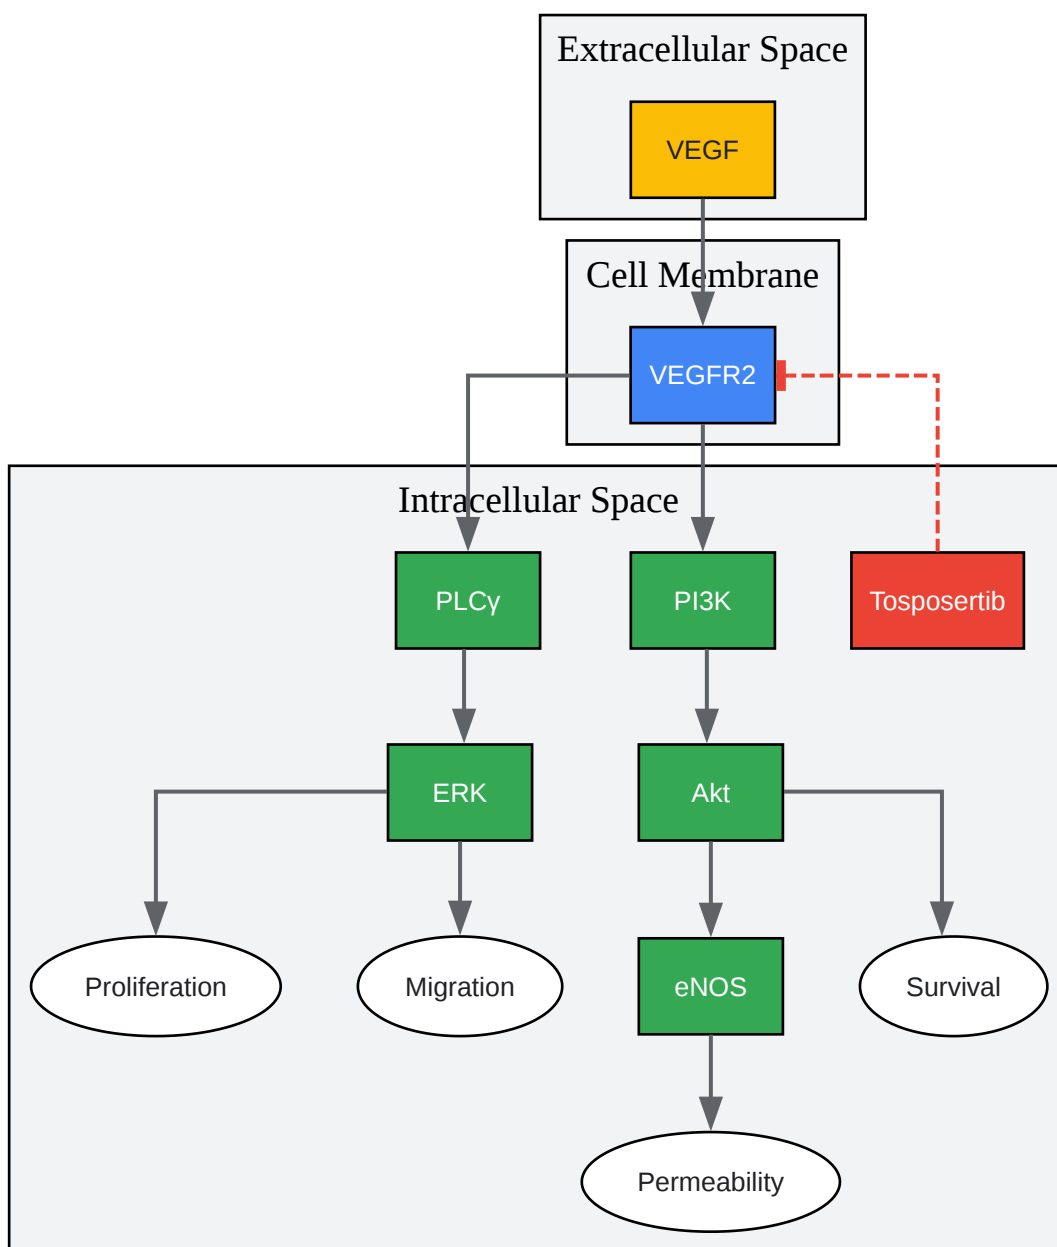 Extracellular Space
VEGF
Cell Membrane
VEGFR2
Intracellular Space
PLCγ
PI3K
Tosposertib
ERK
Akt
Proliferation
Migration
eNOS
Survival
Permeability